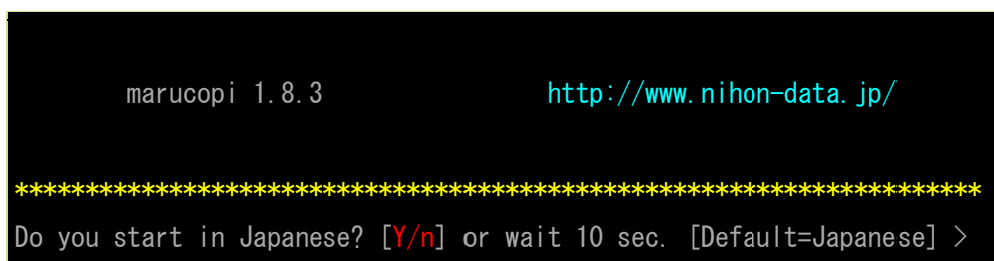 marucopi 1.8.3 http://www.nihon-data.jp/
********************************************************************
Do you start in Japanese? [Y/n] or wait 10 sec. [Default=Japanese] >